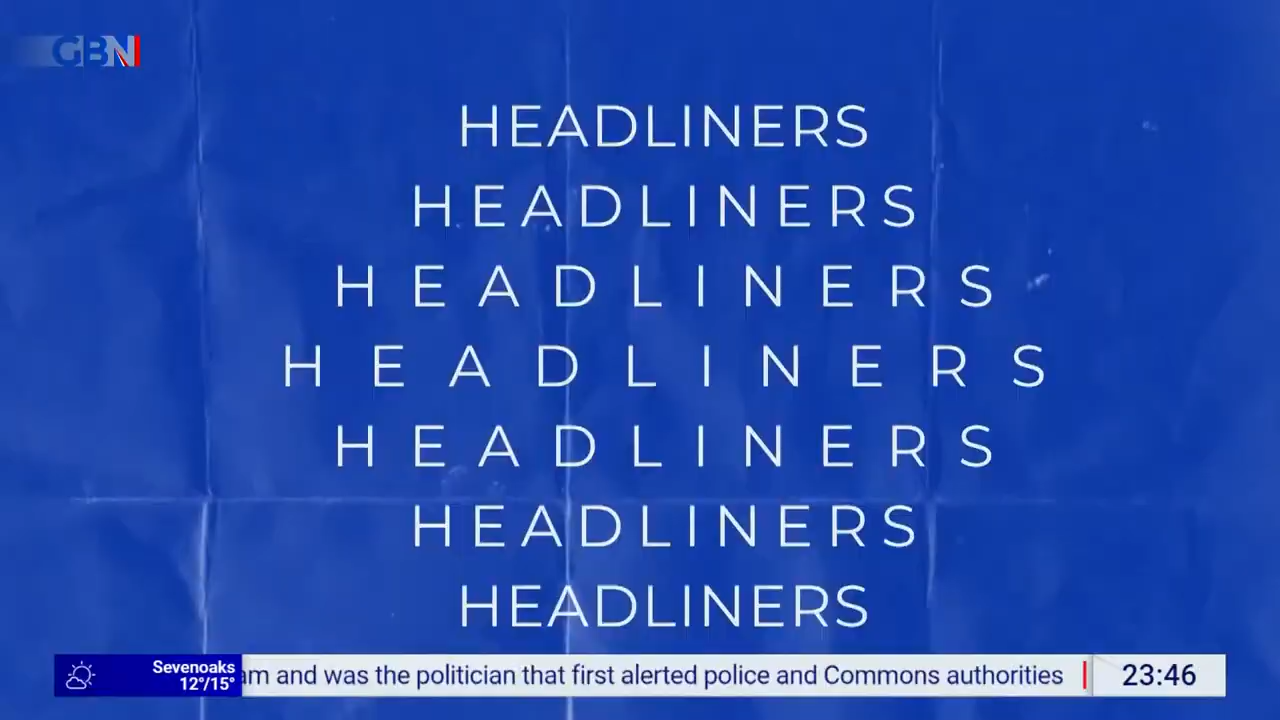 GBN
HEADLINERS
HEADLINERS
HEADLINERS
HEADLINERS
HEADLINERS
HEADLINERS
HEADLINERS
Sevenoaks
12°/15°
am and was the politician that first alerted police and Commons authorities
23:46